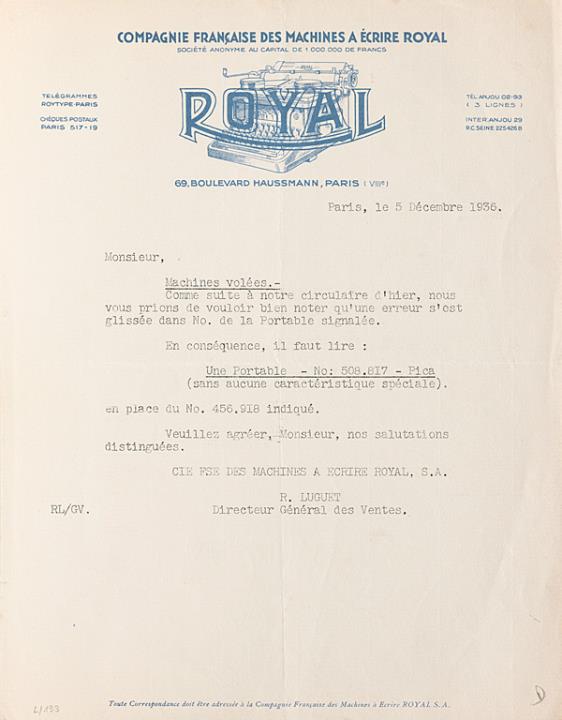 COMPAGNIE FRANÇAISE DES MACHINES A ÉCRIRE ROYAL
SOCIÉTÉ ANONYME AU CAPITAL DE 1 000 000 DE FRANCS
ROYAL
TÉLÉGRAMMES
ROYTYPE-PARIS
CHÈQUES POSTAUX
PARIS 517-19
TÉL. ANJOU 02-93
( 3 LIGNES )
INTER. ANJOU 29
R.C. SEINE 225426 B
69, BOULEVARD HAUSSMANN, PARIS (VIIIe)
Paris, le 5 Décembre 1936.
Monsieur,
Machines volées.-
Comme suite à notre circulaire d'hier, nous
vous prions de vouloir bien noter qu'une erreur s'est
glissée dans No. de la Portable signalée.
En conséquence, il faut lire :
Une Portable - No: 508.817 - Pica
(sans aucune caractéristique spéciale).
en place du No. 456.918 indiqué.
Veuillez agréer, Monsieur, nos salutations
distinguées.
CIE FSE DES MACHINES A ECRIRE ROYAL, S.A.
R. LUGUET
RL/GV. Directeur Général des Ventes.
Toute Correspondance doit être adressée à la Compagnie Française des Machines à Ecrire ROYAL S.A.
L/133
D